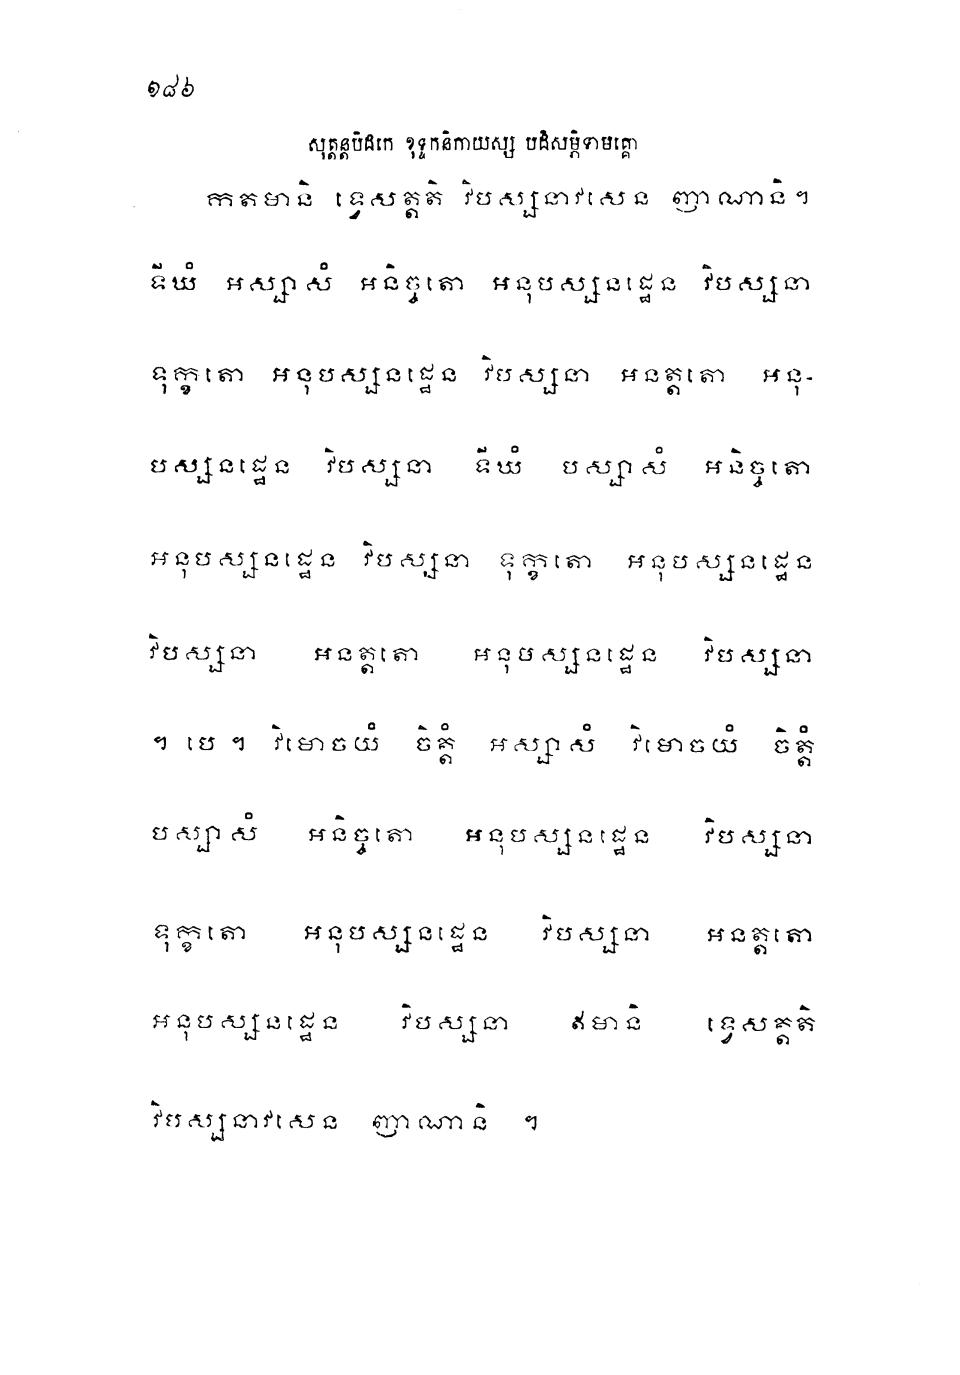 ១៨៦
សុត្តន្តបិដកេ ខុទ្ទកនិកាយស្ស បដិសម្ភិទាមគ្គោ
កតមានិ ទ្វេសត្តតិ វិបស្សនាវសេន ញាណានិ។
ទីឃំ អស្សាសំ អនិច្ចតោ អនុបស្សនដ្ឋេន វិបស្សនា
ទុក្ខតោ អនុបស្សនដ្ឋេន វិបស្សនា អនត្តតោ អនុ-
បស្សនដ្ឋេន វិបស្សនា ទីឃំ បស្សាសំ អនិច្ចតោ
អនុបស្សនដ្ឋេន វិបស្សនា ទុក្ខតោ អនុបស្សនដ្ឋេន
វិបស្សនា អនត្តតោ អនុបស្សនដ្ឋេន វិបស្សនា
។ បេ ។ វិមោចយំ ចិត្តំ អស្សាសំ វិមោចយំ ចិត្តំ
បស្សាសំ អនិច្ចតោ អនុបស្សនដ្ឋេន វិបស្សនា
ទុក្ខតោ អនុបស្សនដ្ឋេន វិបស្សនា អនត្តតោ
អនុបស្សនដ្ឋេន វិបស្សនា ឥមានិ ទ្វេសត្តតិ
វិបស្សនាវសេន ញាណានិ ។